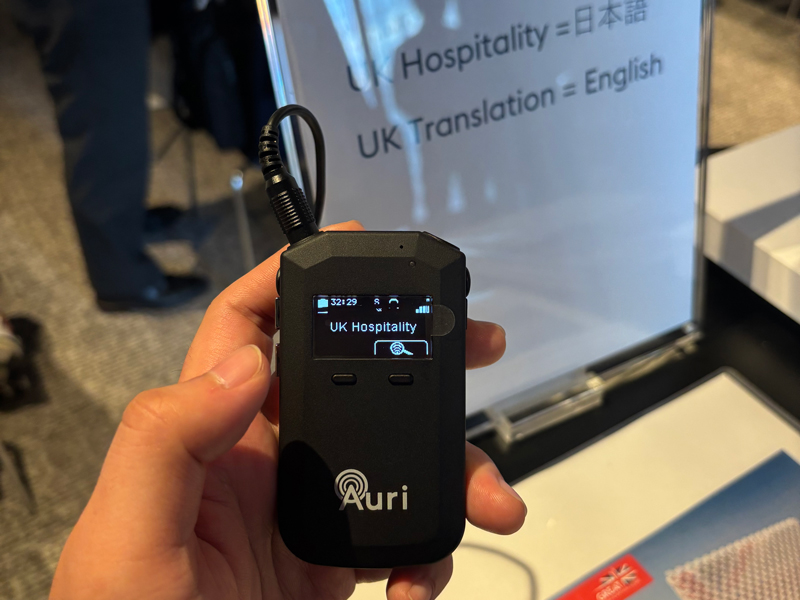 UK Hospitality =日本語
UK Translation = English
32:29
UK Hospitality
Auri